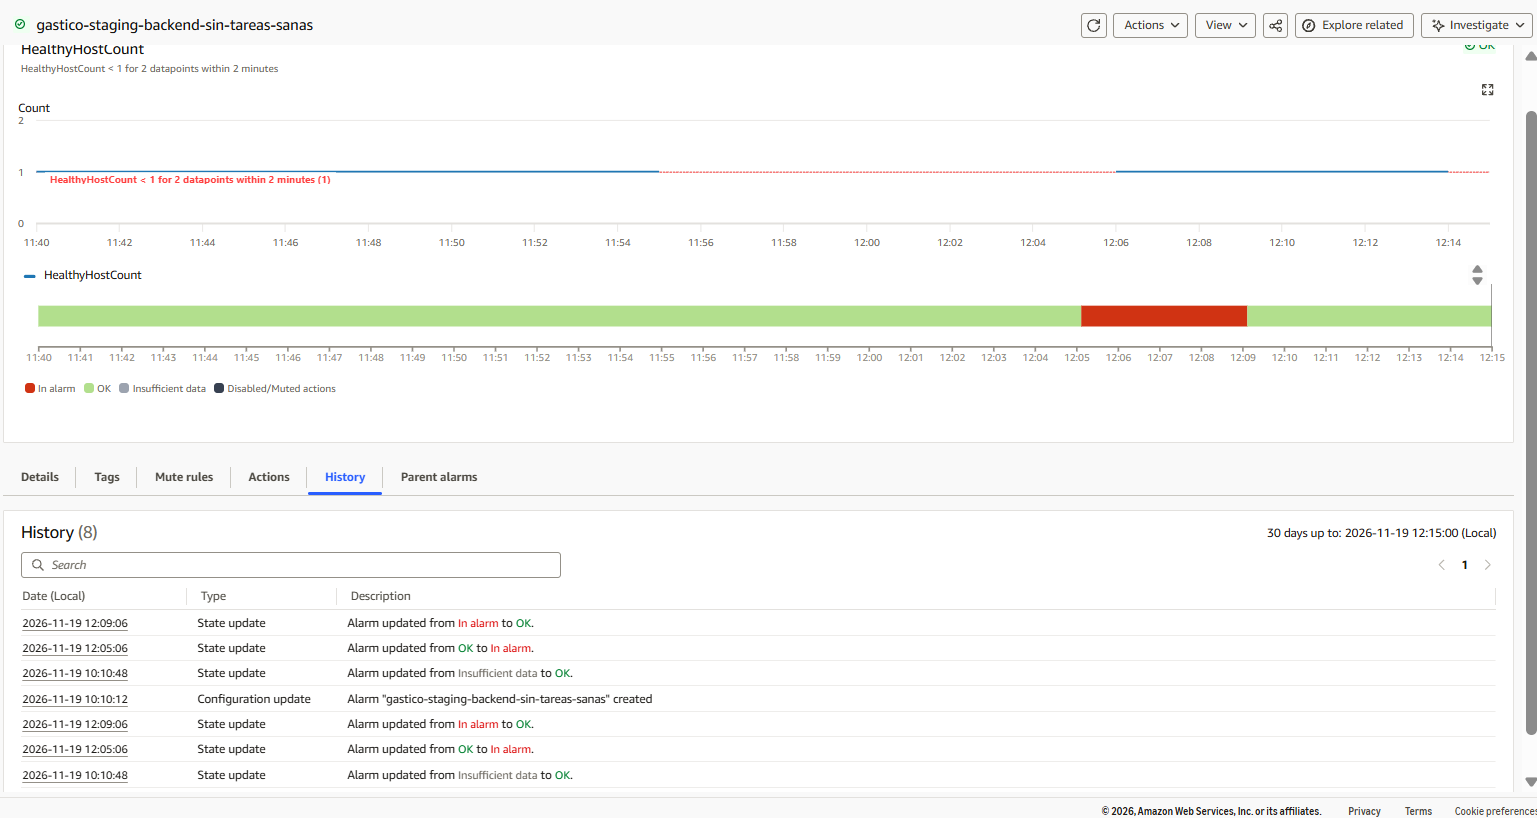 gastico-staging-backend-sin-tareas-sanas
Actions
View
Explore related
Investigate
HealthyHostCount
OK
HealthyHostCount < 1 for 2 datapoints within 2 minutes
Count
2
1
HealthyHostCount < 1 for 2 datapoints within 2 minutes (1)
0
11:40 11:42 11:44 11:46 11:48 11:50 11:52 11:54 11:56 11:58 12:00 12:02 12:04 12:06 12:08 12:10 12:12 12:14
HealthyHostCount
11:40 11:41 11:42 11:43 11:44 11:45 11:46 11:47 11:48 11:49 11:50 11:51 11:52 11:53 11:54 11:55 11:56 11:57 11:58 11:59 12:00 12:01 12:02 12:03 12:04 12:05 12:06 12:07 12:08 12:09 12:10 12:11 12:12 12:13 12:14 12:15
In alarm OK Insufficient data Disabled/Muted actions
Details Tags Mute rules Actions History Parent alarms
History (8)
30 days up to: 2026-11-19 12:15:00 (Local)
Search
1
Date (Local) Type Description
2026-11-19 12:09:06 State update Alarm updated from In alarm to OK.
2026-11-19 12:05:06 State update Alarm updated from OK to In alarm.
2026-11-19 10:10:48 State update Alarm updated from Insufficient data to OK.
2026-11-19 10:10:12 Configuration update Alarm "gastico-staging-backend-sin-tareas-sanas" created
2026-11-19 12:09:06 State update Alarm updated from In alarm to OK.
2026-11-19 12:05:06 State update Alarm updated from OK to In alarm.
2026-11-19 10:10:48 State update Alarm updated from Insufficient data to OK.
© 2026, Amazon Web Services, Inc. or its affiliates. Privacy Terms Cookie preferences